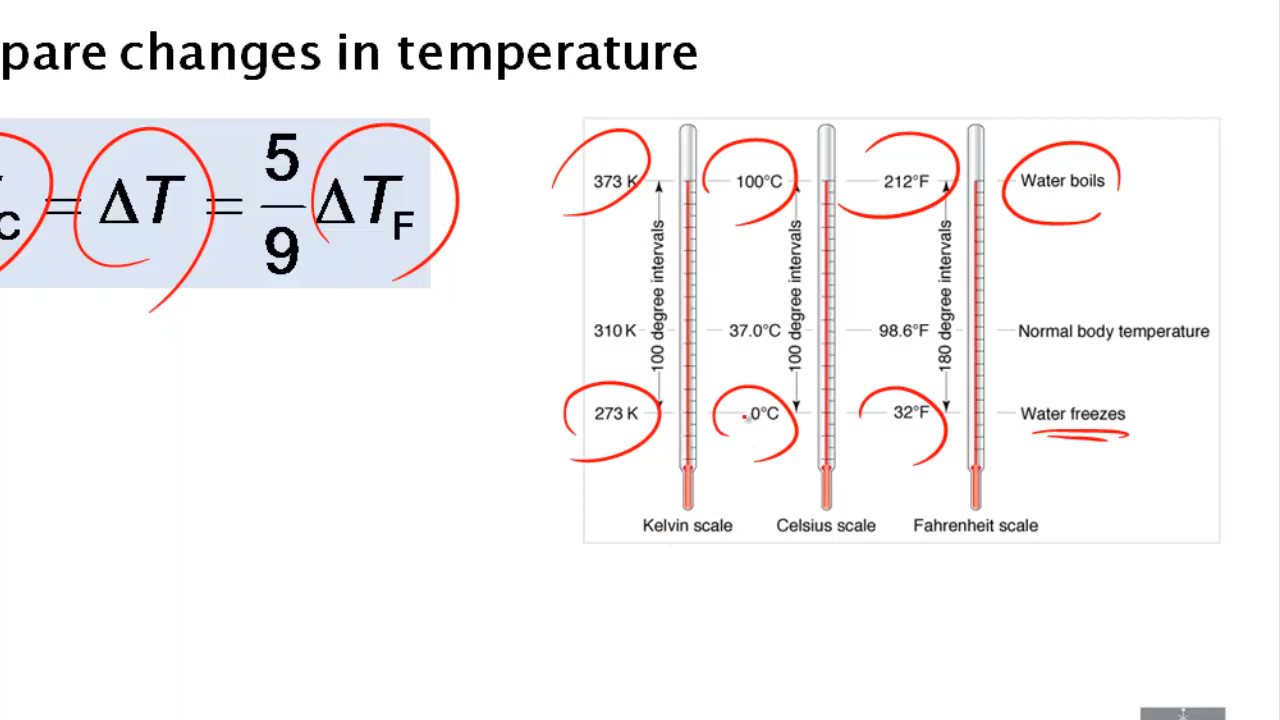 pare changes in temperature
C = ΔT = 5/9 ΔT_F
373 K 100°C 212°F Water boils
100 degree intervals 100 degree intervals 180 degree intervals
310 K 37.0°C 98.6°F Normal body temperature
273 K 0°C 32°F Water freezes
Kelvin scale Celsius scale Fahrenheit scale